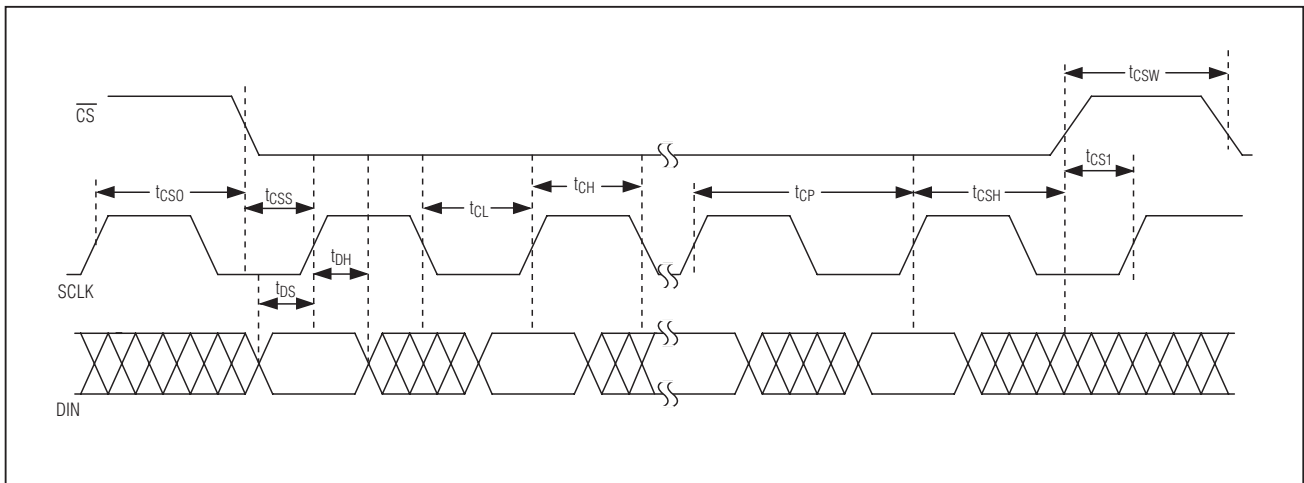 tCSW
CS
tCS1
tCSO
tCSS
tCL
tCH
tCP
tCSH
tDH
tDS
SCLK
DIN